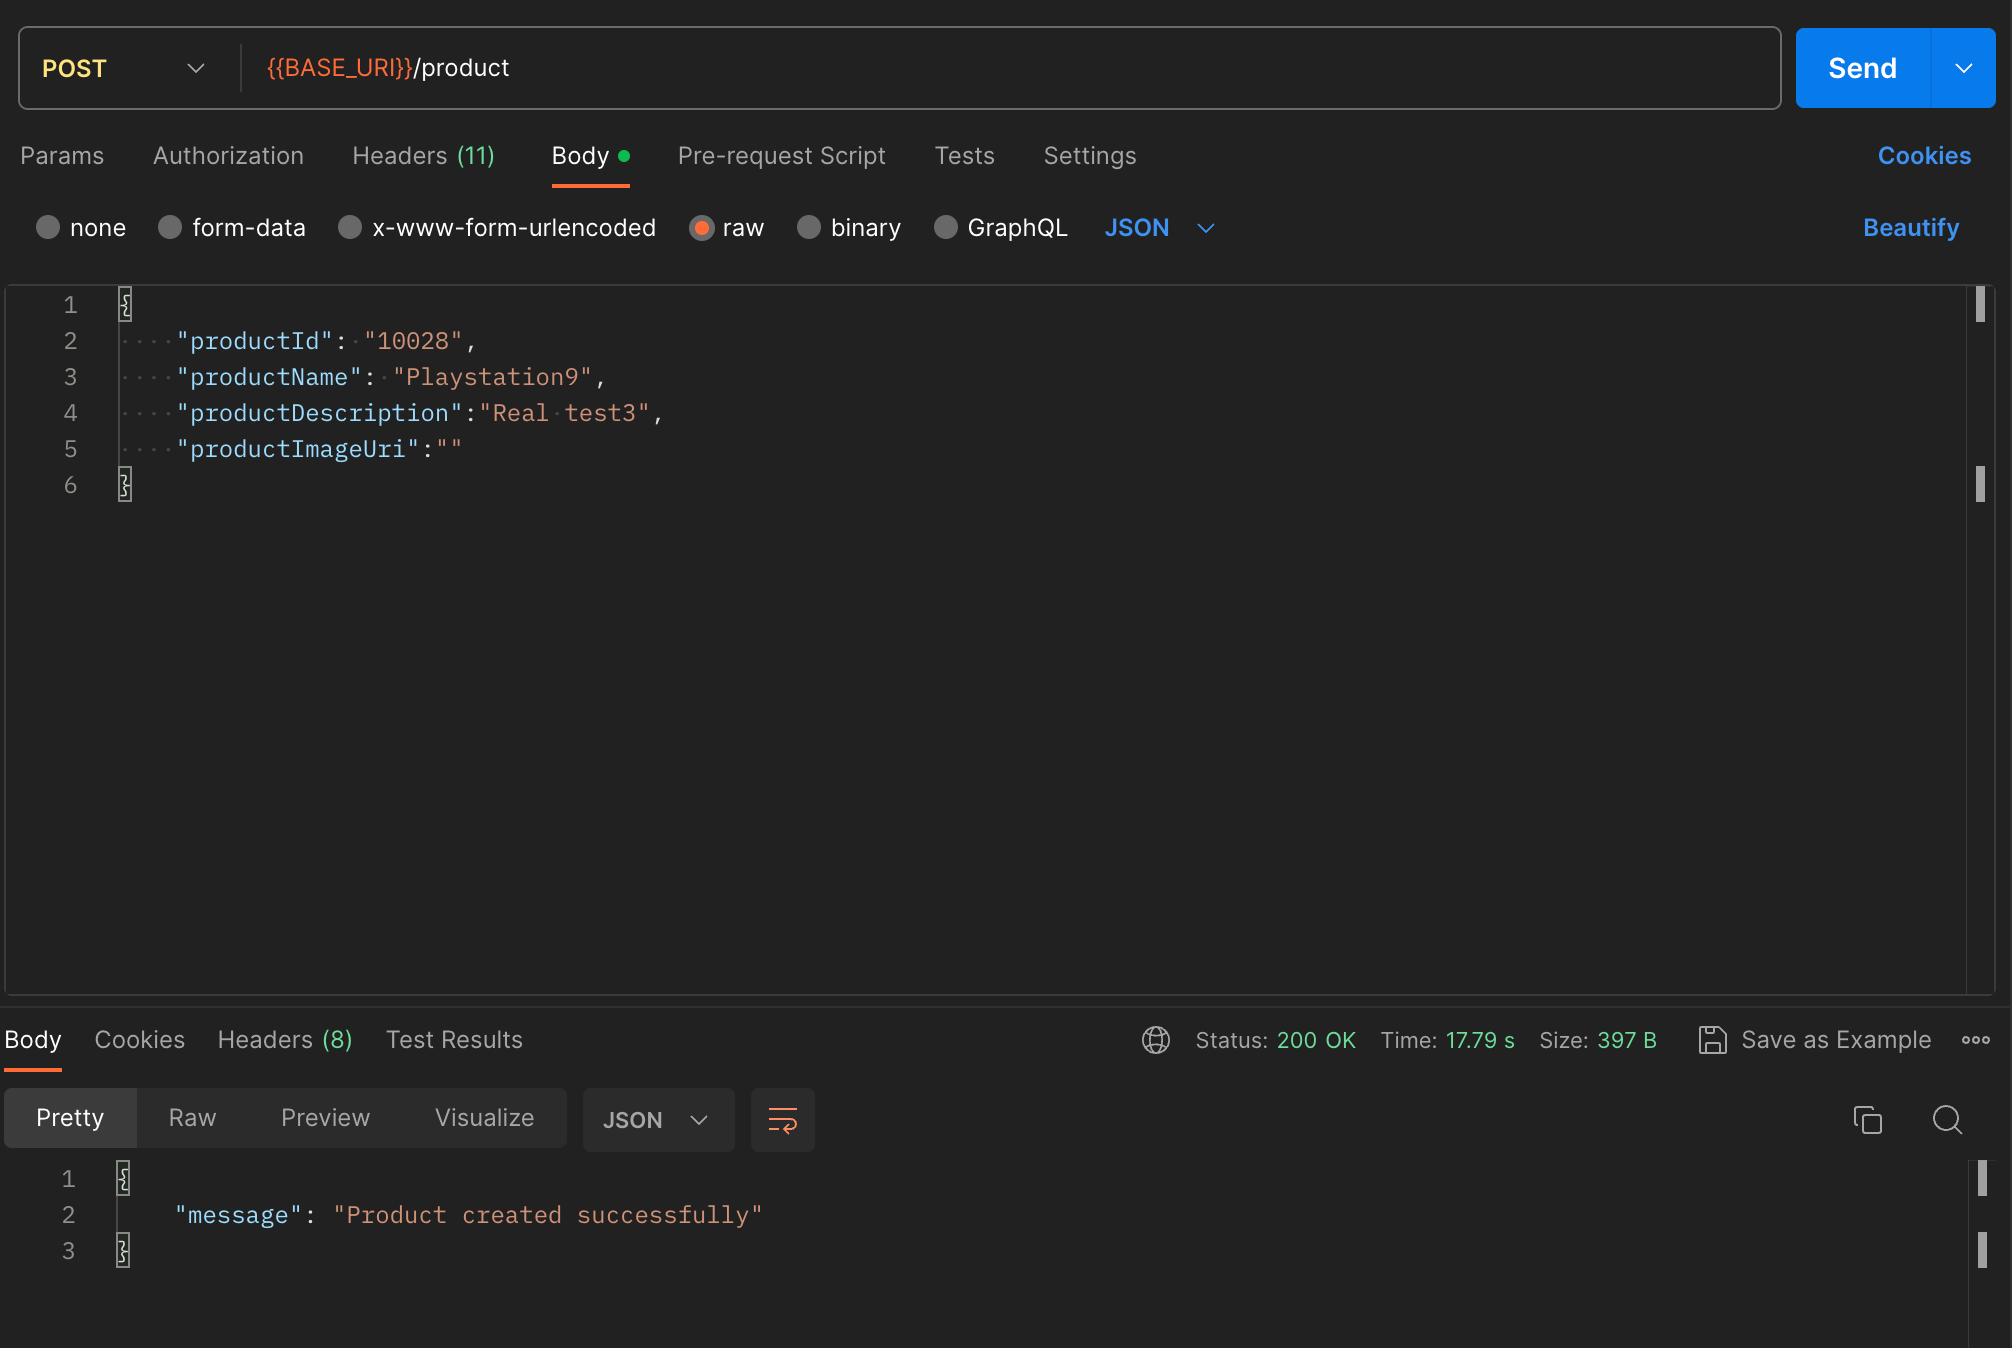 POST {{BASE_URI}}/product Send
Params Authorization Headers (11) Body Pre-request Script Tests Settings Cookies
none form-data x-www-form-urlencoded raw binary GraphQL JSON Beautify
1 {
2 "productId": "10028",
3 "productName": "Playstation9",
4 "productDescription":"Real test3",
5 "productImageUri":""
6 }
Body Cookies Headers (8) Test Results Status: 200 OK Time: 17.79 s Size: 397 B Save as Example
Pretty Raw Preview Visualize JSON
1 {
2 "message": "Product created successfully"
3 }